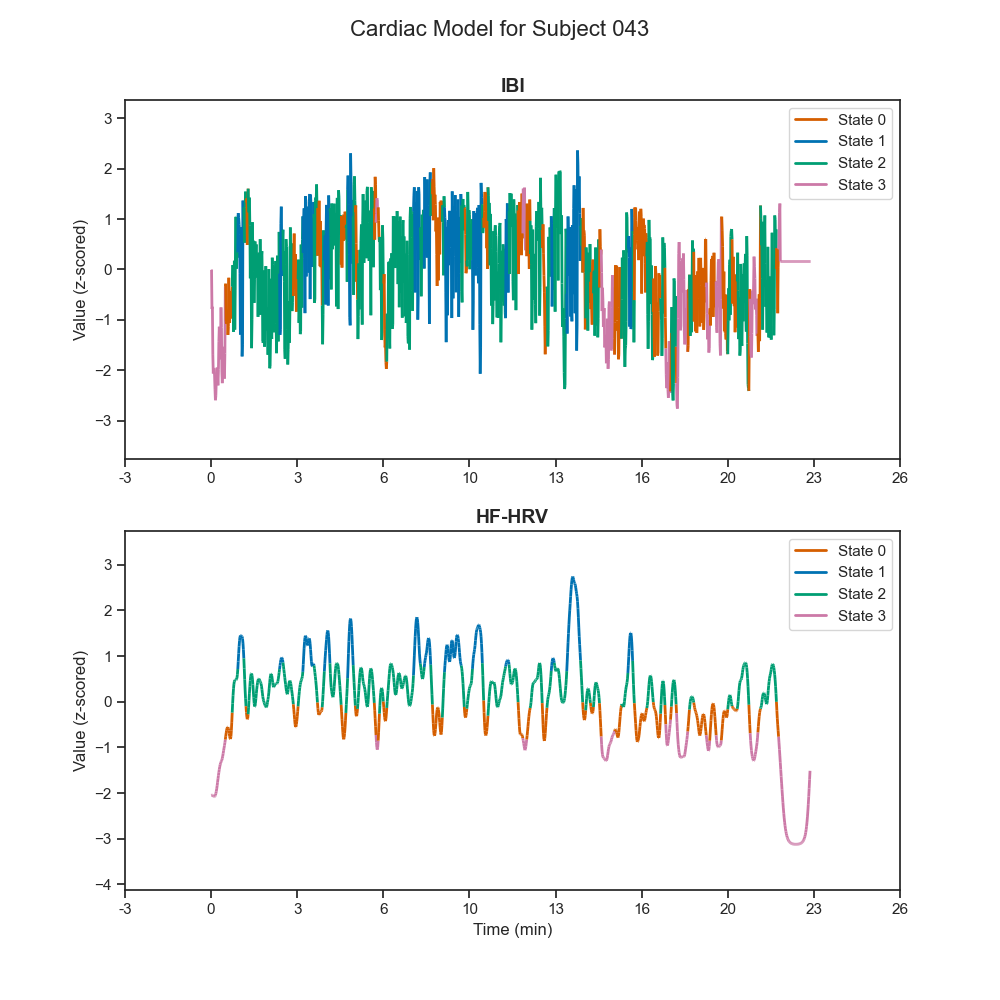 Cardiac Model for Subject 043
IBI
Value (z-scored)
3
2
1
0
−1
−2
−3
State 0
State 1
State 2
State 3
-3
0
3
6
10
13
16
20
23
26
HF-HRV
Value (z-scored)
3
2
1
0
−1
−2
−3
−4
State 0
State 1
State 2
State 3
-3
0
3
6
10
13
16
20
23
26
Time (min)